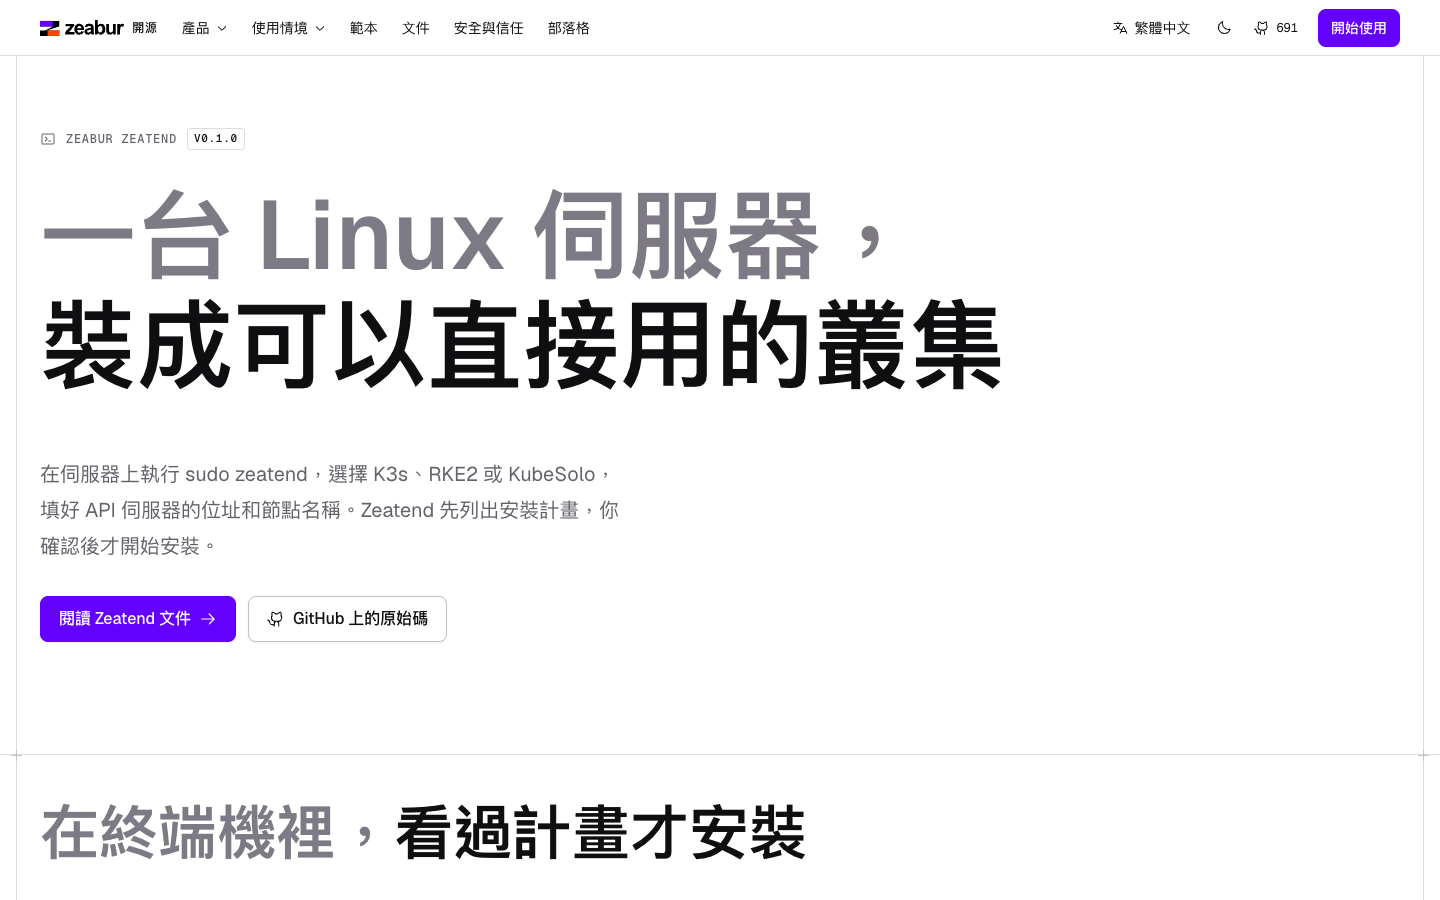 zeabur 開源 產品 使用情境 範本 文件 安全與信任 部落格 繁體中文 691 開始使用
ZEABUR ZEATEND V0.1.0
一台 Linux 伺服器，
裝成可以直接用的叢集
在伺服器上執行 sudo zeatend，選擇 K3s、RKE2 或 KubeSolo，
填好 API 伺服器的位址和節點名稱。Zeatend 先列出安裝計畫，你
確認後才開始安裝。
閱讀 Zeatend 文件 GitHub 上的原始碼
在終端機裡，看過計畫才安裝